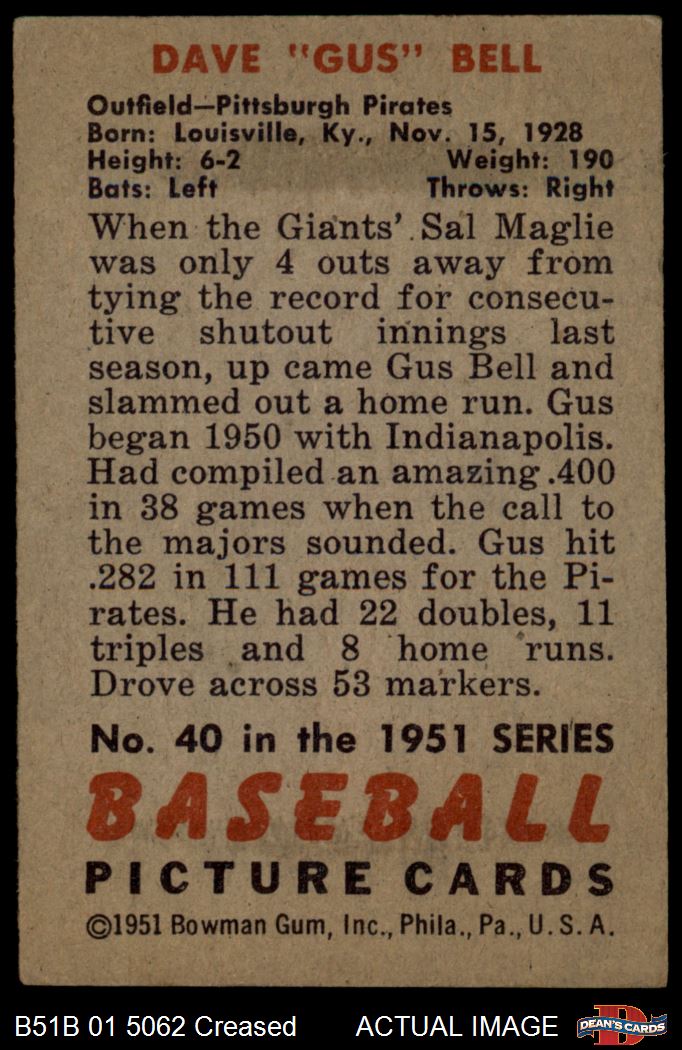 DAVE "GUS" BELL
Outfield—Pittsburgh Pirates
Born: Louisville, Ky., Nov. 15, 1928
Height: 6-2 Weight: 190
Bats: Left Throws: Right
When the Giants' Sal Maglie
was only 4 outs away from
tying the record for consecu-
tive shutout innings last
season, up came Gus Bell and
slammed out a home run. Gus
began 1950 with Indianapolis.
Had compiled an amazing .400
in 38 games when the call to
the majors sounded. Gus hit
.282 in 111 games for the Pi-
rates. He had 22 doubles, 11
triples and 8 home runs.
Drove across 53 markers.
No. 40 in the 1951 SERIES
BASEBALL
PICTURE CARDS
©1951 Bowman Gum, Inc., Phila., Pa., U.S.A.
B51B 01 5062 Creased ACTUAL IMAGE
D
DEAN'S CARDS